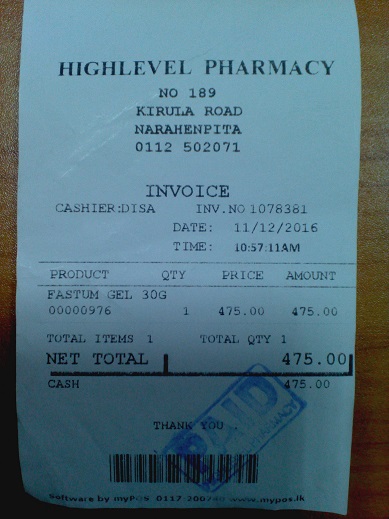 HIGHLEVEL PHARMACY
NO 189
KIRULA ROAD
NARAHENPITA
0112 502071
INVOICE
CASHIER:DISA INV.NO 1078381
DATE: 11/12/2016
TIME: 10:57:11AM
PRODUCT QTY PRICE AMOUNT
FASTUM GEL 30G
00000976 1 475.00 475.00
TOTAL ITEMS 1 TOTAL QTY 1
NET TOTAL 475.00
CASH 475.00
THANK YOU
PAID
PHARMACY
Software by myPOS 0117 200740 www.mypos.lk